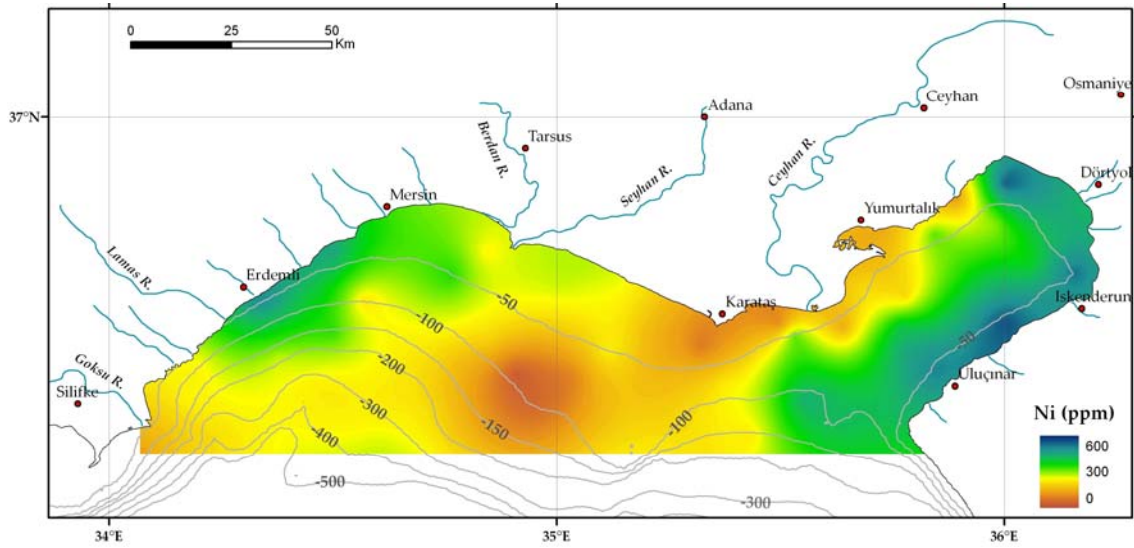 0 25 50
Km
Osmaniye
Ceyhan
37°N
Adana
Tarsus
Berdan R.
Ceyhan R.
Dörtyol
Seyhan R.
Mersin
Yumurtalık
Lamas R.
Erdemli
-50
Karataş
İskenderun
-100
-50
-200
Goksu R.
Uluçınar
Silifke
-300
-150
-100
Ni (ppm)
-400
600
300
0
-500
-300
34°E 35°E 36°E